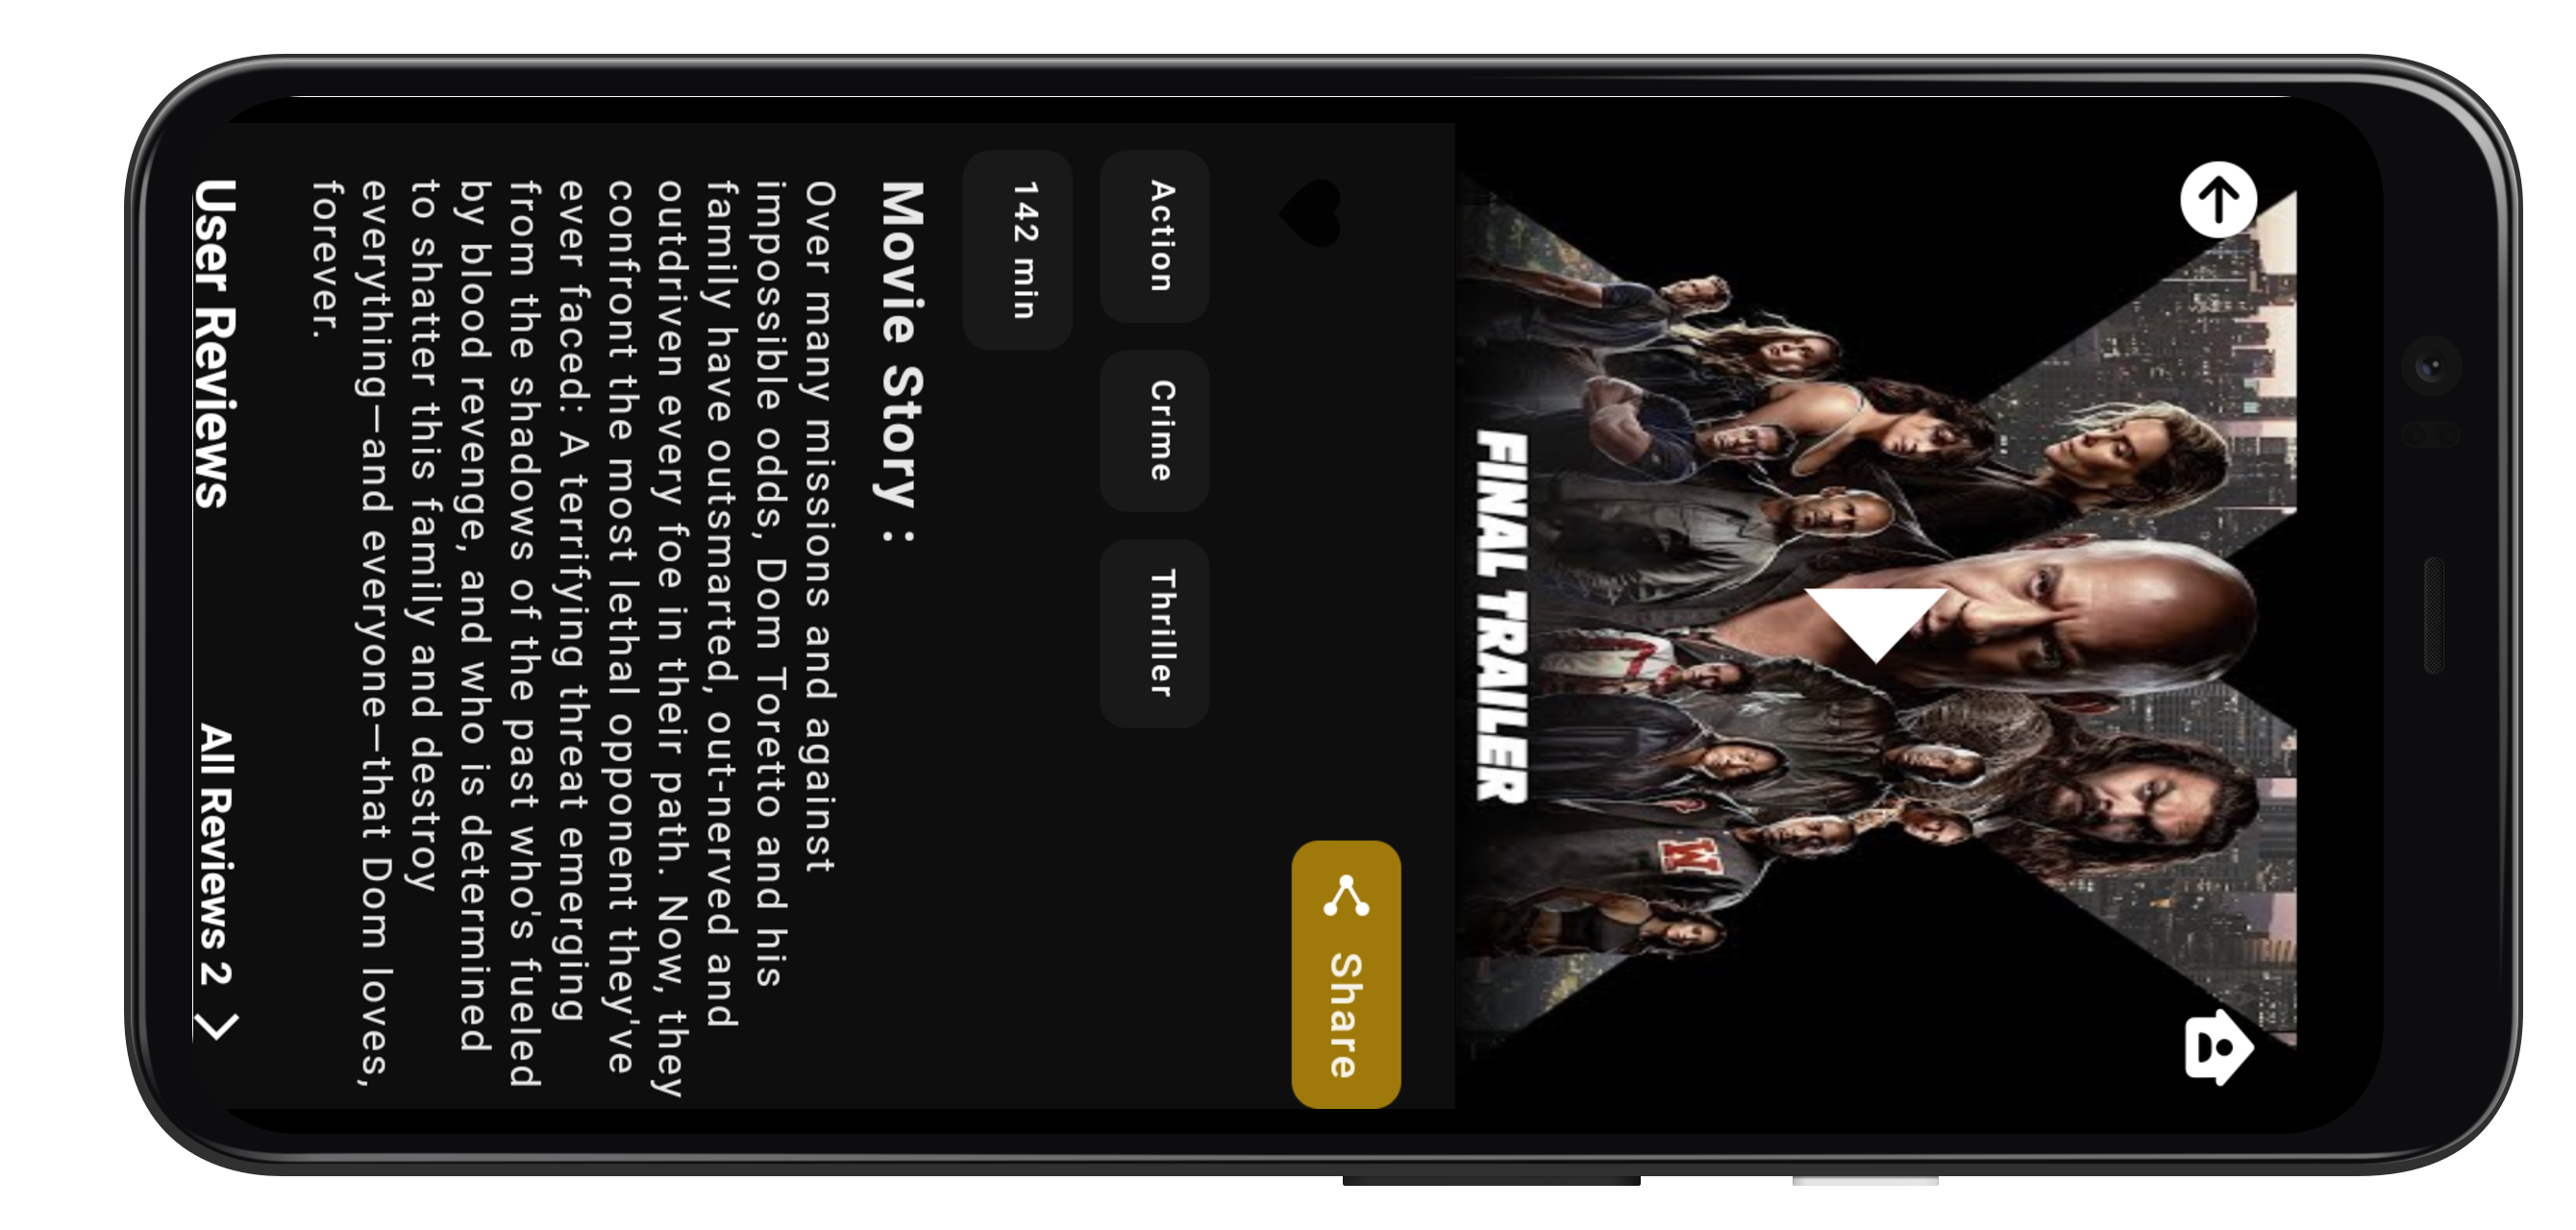 FINAL TRAILER
Share
Action
Crime
Thriller
142 min
Movie Story :
Over many missions and against
impossible odds, Dom Toretto and his
family have outsmarted, out-nerved and
outdriven every foe in their path. Now, they
confront the most lethal opponent they've
ever faced: A terrifying threat emerging
from the shadows of the past who's fueled
by blood revenge, and who is determined
to shatter this family and destroy
everything—and everyone—that Dom loves,
forever.
User Reviews
All Reviews 2
W